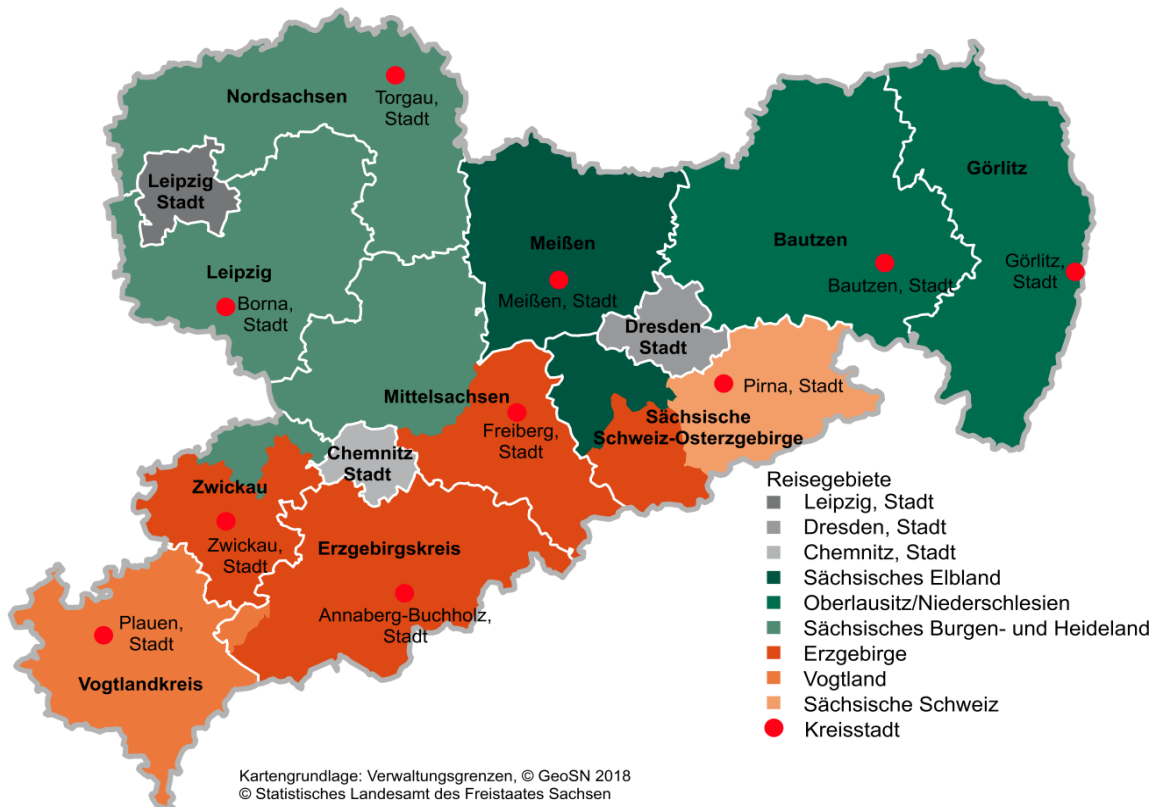 Nordsachsen
Torgau,
Stadt
Leipzig
Stadt
Görlitz
Meißen
Bautzen
Leipzig
Görlitz,
Stadt
Borna,
Stadt
Meißen, Stadt
Bautzen, Stadt
Dresden
Stadt
Mittelsachsen
Pirna, Stadt
Sächsische
Schweiz-Osterzgebirge
Freiberg,
Stadt
Chemnitz
Stadt
Zwickau
Zwickau,
Stadt
Erzgebirgskreis
Annaberg-Buchholz,
Stadt
Plauen,
Stadt
Vogtlandkreis
Reisegebiete
Leipzig, Stadt
Dresden, Stadt
Chemnitz, Stadt
Sächsisches Elbland
Oberlausitz/Niederschlesien
Sächsisches Burgen- und Heideland
Erzgebirge
Vogtland
Sächsische Schweiz
Kreisstadt
Kartengrundlage: Verwaltungsgrenzen, © GeoSN 2018
© Statistisches Landesamt des Freistaates Sachsen